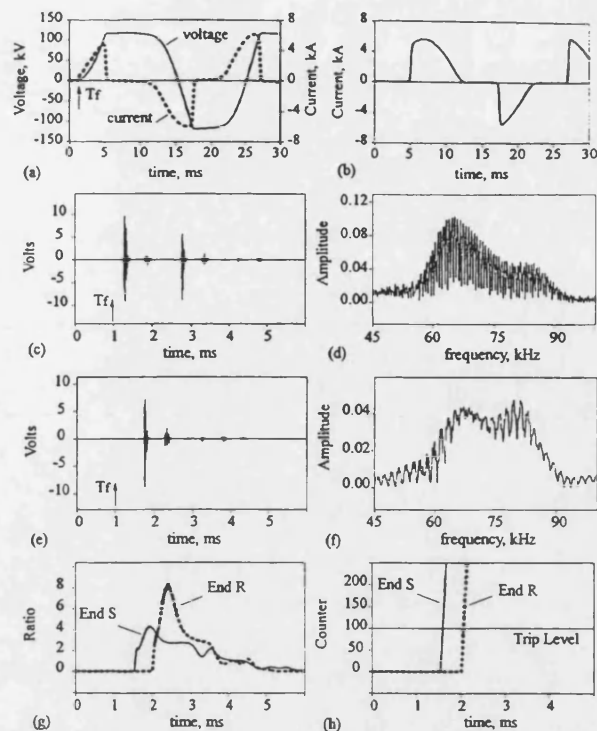 150
100
50
0
-50
-100
-150
Voltage, kV
8
4
0
-4
-8
Current, kA
voltage
current
Tf
0 5 10 15 20 25 30
time, ms
(a)
8
4
0
-4
-8
Current, kA
0 5 10 15 20 25 30
time, ms
(b)
10
5
0
-5
-10
Volts
Tf
0 1 2 3 4 5
time, ms
(c)
0.12
0.08
0.04
0.00
Amplitude
45 60 75 90
frequency, kHz
(d)
10
5
0
-5
-10
Volts
Tf
0 1 2 3 4 5
time, ms
(e)
0.04
0.02
0.00
Amplitude
45 60 75 90
frequency, kHz
(f)
8
6
4
2
0
Ratio
End S
End R
0 1 2 3 4 5 6
time, ms
(g)
250
200
150
100
50
0
Counter
End S
End R
Trip Level
0 1 2 3 4 5
time, ms
(h)